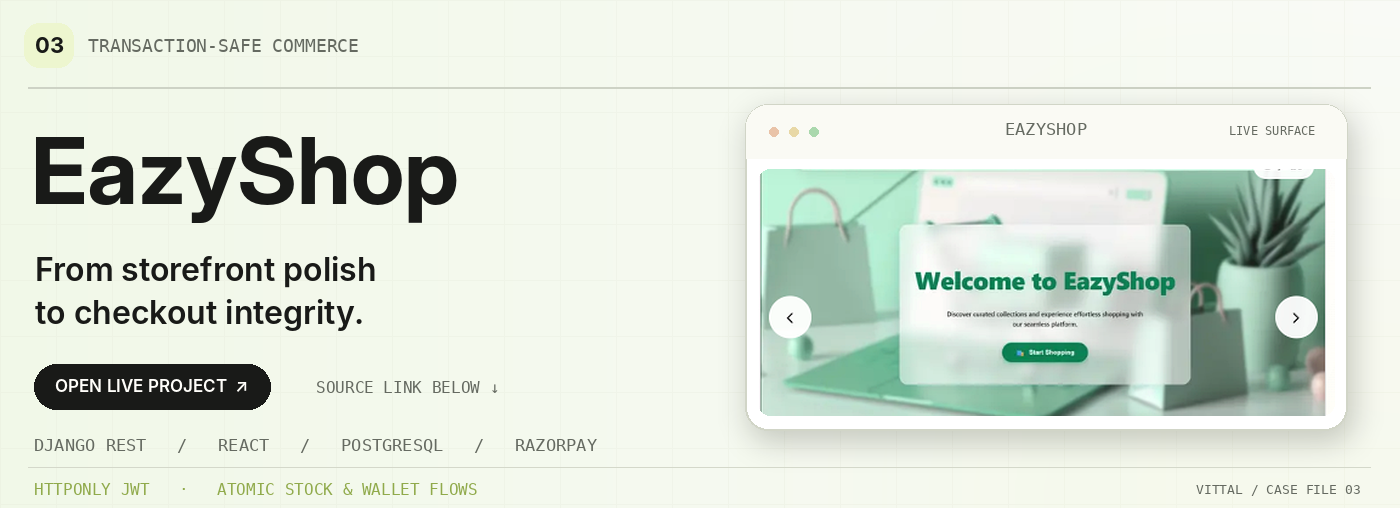 03 TRANSACTION-SAFE COMMERCE
EazyShop
From storefront polish
to checkout integrity.
OPEN LIVE PROJECT ↗ SOURCE LINK BELOW ↓
DJANGO REST / REACT / POSTGRESQL / RAZORPAY
HTTPONLY JWT · ATOMIC STOCK & WALLET FLOWS
EAZYSHOP LIVE SURFACE
Welcome to EazyShop
Discover curated collections and experience effortless shopping with
our seamless platform.
Start Shopping
VITTAL / CASE FILE 03